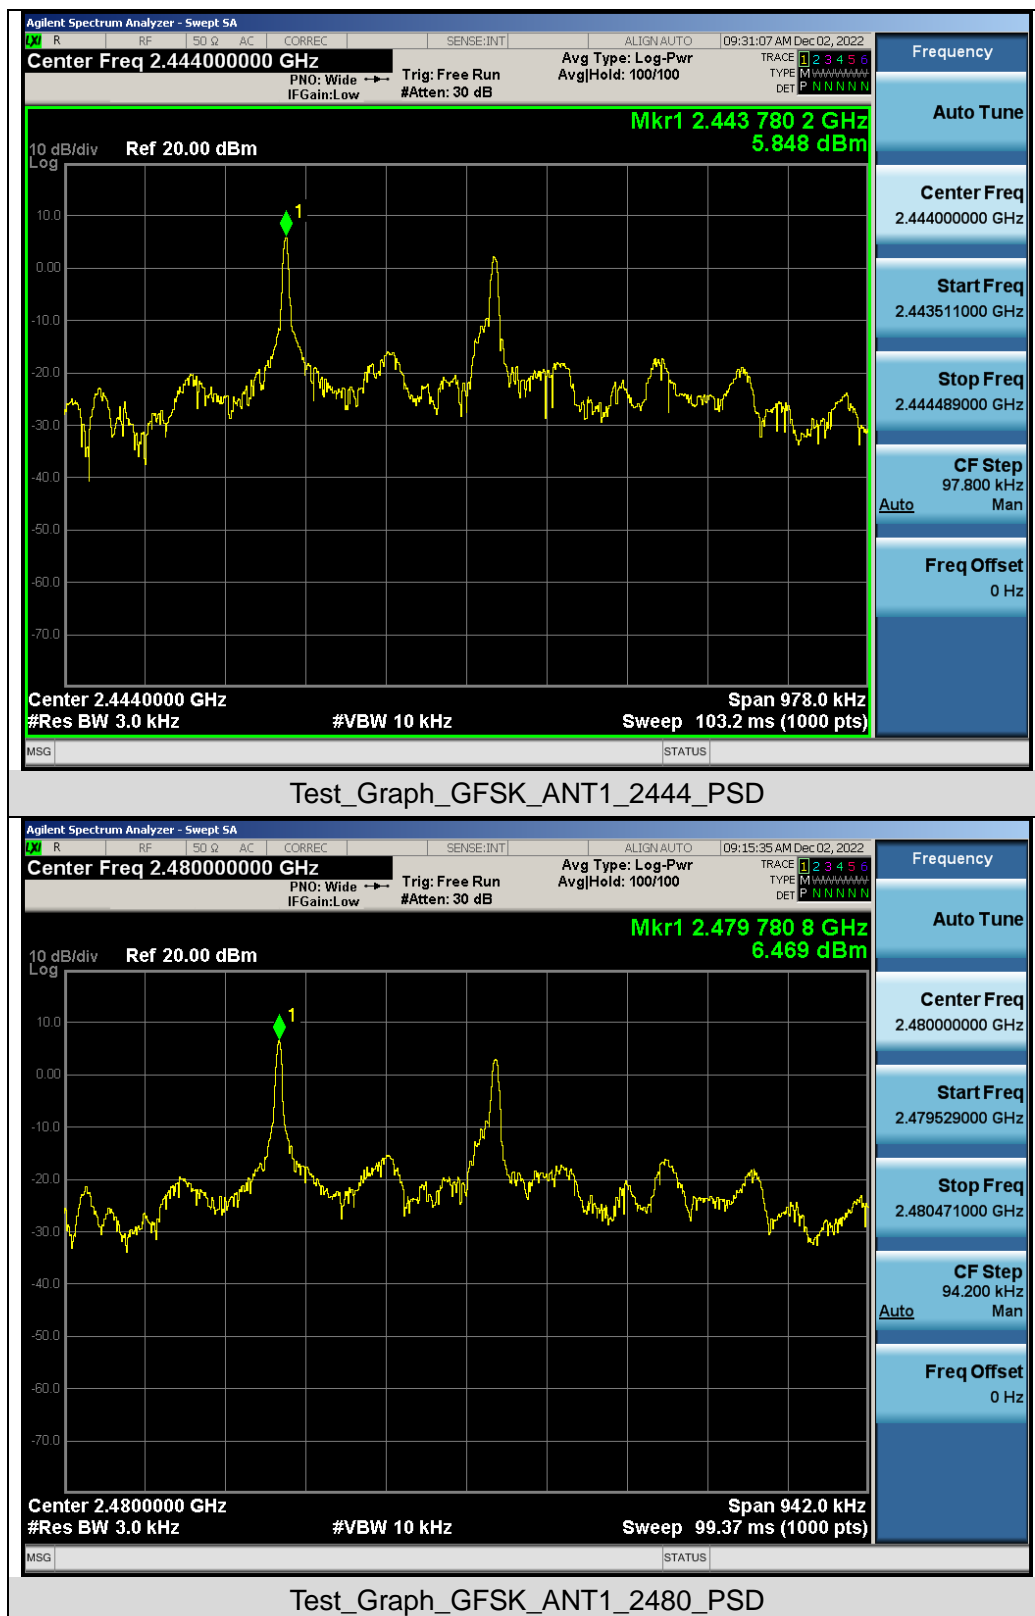 Agilent Spectrum Analyzer - Swept SA
LXI R RF 50 Ω AC CORREC SENSE:INT ALIGN AUTO 09:31:07 AM Dec 02, 2022
Center Freq 2.444000000 GHz
PNO: Wide
IFGain:Low
Trig: Free Run
#Atten: 30 dB
Avg Type: Log-Pwr
Avg|Hold: 100/100
TRACE 1 2 3 4 5 6
TYPE M W W W W W
DET P N N N N N
Mkr1 2.443 780 2 GHz
5.848 dBm
10 dB/div Ref 20.00 dBm
Log
1
10.0
0.00
-10.0
-20.0
-30.0
-40.0
-50.0
-60.0
-70.0
Center 2.4440000 GHz Span 978.0 kHz
#Res BW 3.0 kHz #VBW 10 kHz Sweep 103.2 ms (1000 pts)
MSG STATUS
Frequency
Auto Tune
Center Freq
2.444000000 GHz
Start Freq
2.443511000 GHz
Stop Freq
2.444489000 GHz
CF Step
97.800 kHz
Auto Man
Freq Offset
0 Hz
Test_Graph_GFSK_ANT1_2444_PSD
Agilent Spectrum Analyzer - Swept SA
LXI R RF 50 Ω AC CORREC SENSE:INT ALIGN AUTO 09:15:35 AM Dec 02, 2022
Center Freq 2.480000000 GHz
PNO: Wide
IFGain:Low
Trig: Free Run
#Atten: 30 dB
Avg Type: Log-Pwr
Avg|Hold: 100/100
TRACE 1 2 3 4 5 6
TYPE M W W W W W
DET P N N N N N
Mkr1 2.479 780 8 GHz
6.469 dBm
10 dB/div Ref 20.00 dBm
Log
1
10.0
0.00
-10.0
-20.0
-30.0
-40.0
-50.0
-60.0
-70.0
Center 2.4800000 GHz Span 942.0 kHz
#Res BW 3.0 kHz #VBW 10 kHz Sweep 99.37 ms (1000 pts)
MSG STATUS
Frequency
Auto Tune
Center Freq
2.480000000 GHz
Start Freq
2.479529000 GHz
Stop Freq
2.480471000 GHz
CF Step
94.200 kHz
Auto Man
Freq Offset
0 Hz
Test_Graph_GFSK_ANT1_2480_PSD